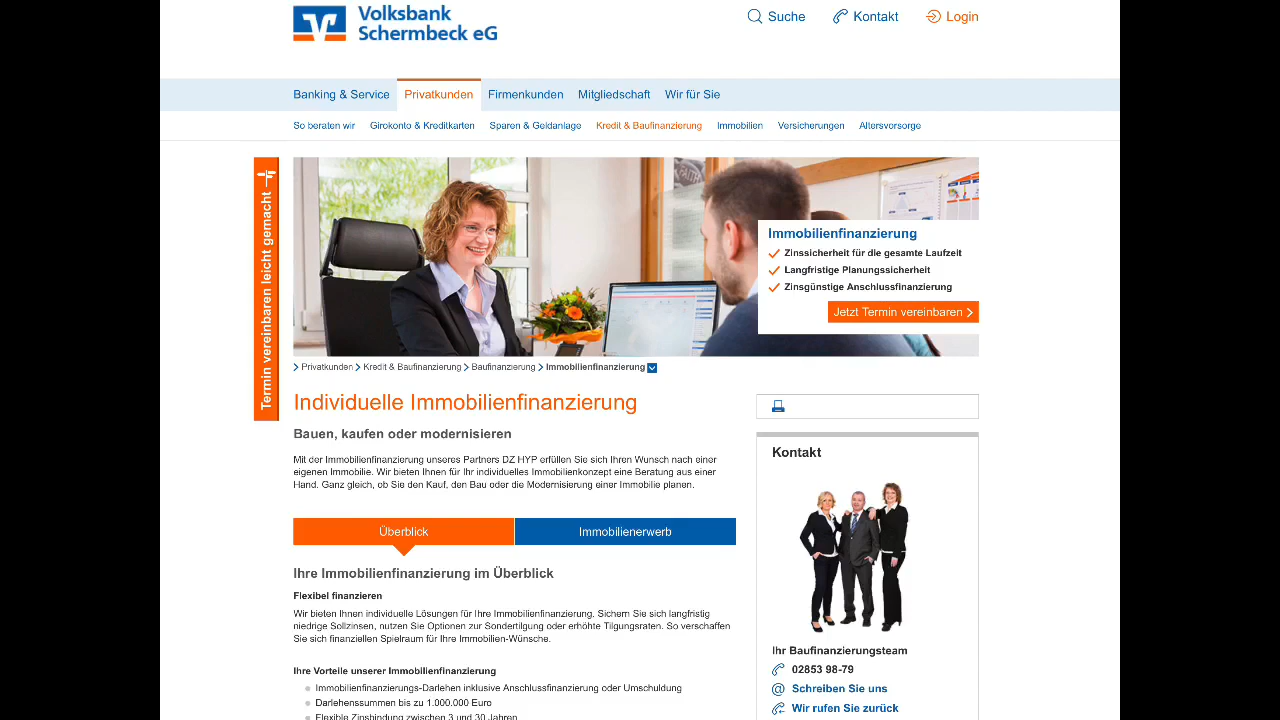 Volksbank
Schermbeck eG
Suche
Kontakt
Login
Banking & Service
Privatkunden
Firmenkunden
Mitgliedschaft
Wir für Sie
So beraten wir
Girokonto & Kreditkarten
Sparen & Geldanlage
Kredit & Baufinanzierung
Immobilien
Versicherungen
Altersvorsorge
Termin vereinbaren leicht gemacht
Immobilienfinanzierung
Zinssicherheit für die gesamte Laufzeit
Langfristige Planungssicherheit
Zinsgünstige Anschlussfinanzierung
Jetzt Termin vereinbaren
Privatkunden
Kredit & Baufinanzierung
Baufinanzierung
Immobilienfinanzierung
Individuelle Immobilienfinanzierung
Bauen, kaufen oder modernisieren
Mit der Immobilienfinanzierung unseres Partners DZ HYP erfüllen Sie sich Ihren Wunsch nach einer
eigenen Immobilie. Wir bieten Ihnen für Ihr individuelles Immobilienkonzept eine Beratung aus einer
Hand. Ganz gleich, ob Sie den Kauf, den Bau oder die Modernisierung einer Immobilie planen.
Überblick
Immobilienerwerb
Ihre Immobilienfinanzierung im Überblick
Flexibel finanzieren
Wir bieten Ihnen individuelle Lösungen für Ihre Immobilienfinanzierung. Sichern Sie sich langfristig
niedrige Sollzinsen, nutzen Sie Optionen zur Sondertilgung oder erhöhte Tilgungsraten. So verschaffen
Sie sich finanziellen Spielraum für Ihre Immobilien-Wünsche.
Ihre Vorteile unserer Immobilienfinanzierung
Immobilienfinanzierungs-Darlehen inklusive Anschlussfinanzierung oder Umschuldung
Darlehenssummen bis zu 1.000.000 Euro
Flexible Zinsbindung zwischen 3 und 30 Jahren
Kontakt
Ihr Baufinanzierungsteam
02853 98-79
Schreiben Sie uns
Wir rufen Sie zurück